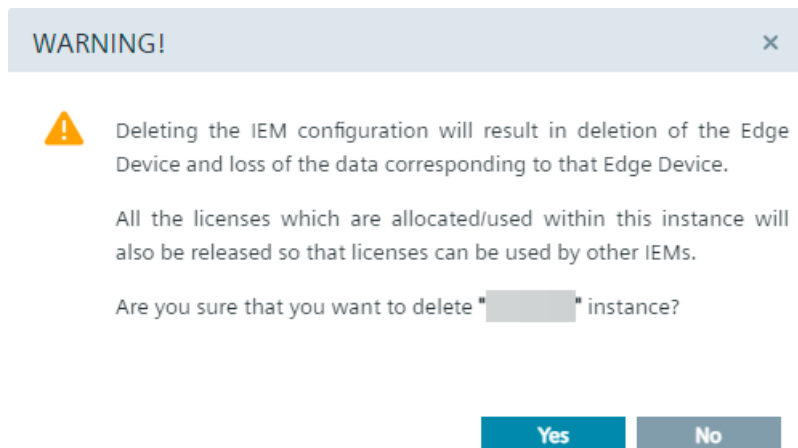 WARNING!
Deleting the IEM configuration will result in deletion of the Edge
Device and loss of the data corresponding to that Edge Device.
All the licenses which are allocated/used within this instance will
also be released so that licenses can be used by other IEMs.
Are you sure that you want to delete "" instance?
Yes No